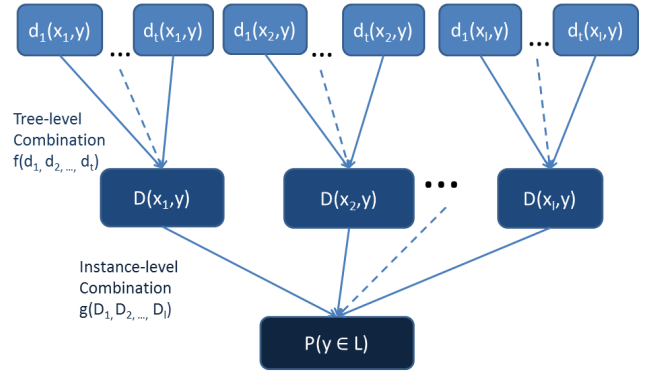 d₁(x₁,y) ... dₜ(x₁,y) d₁(x₂,y) ... dₜ(x₂,y) d₁(xₗ,y) ... dₜ(xₗ,y)
Tree-level
Combination
f(d₁, d₂, ..., dₜ)
D(x₁,y) D(x₂,y) ... D(xₗ,y)
Instance-level
Combination
g(D₁, D₂, ..., Dₗ)
P(y ∈ L)